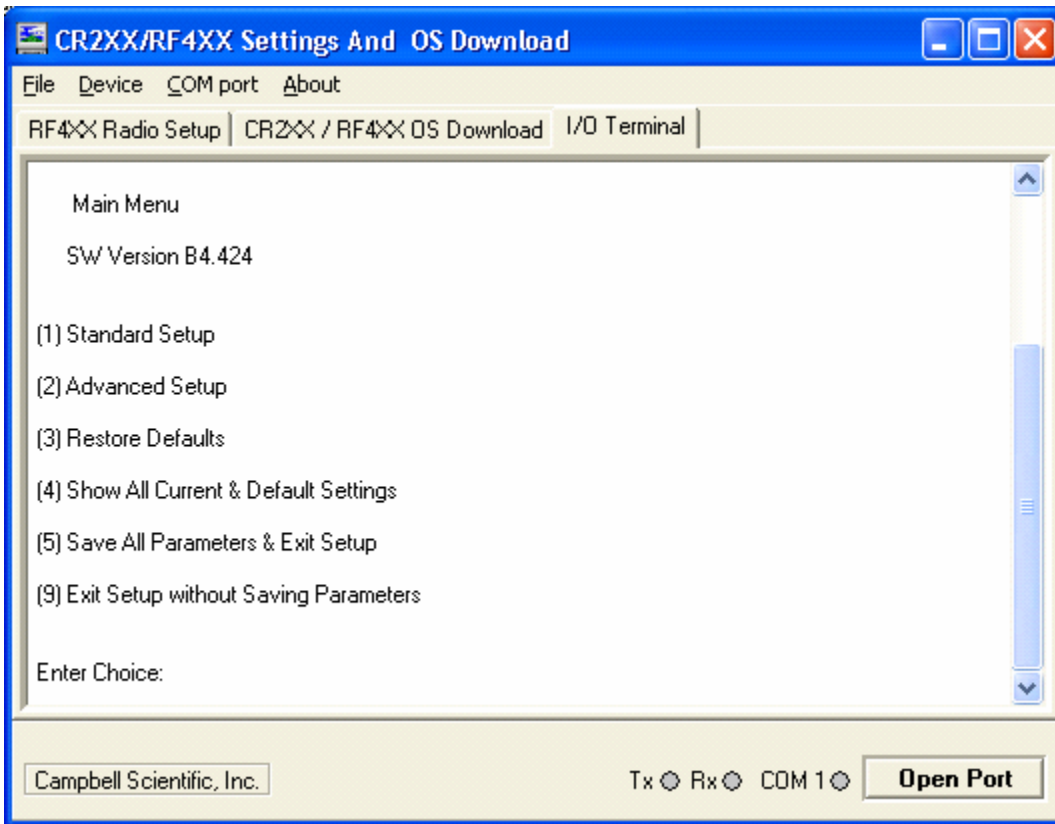 CR2XX/RF4XX Settings And OS Download
File Device COM port About
RF4XX Radio Setup CR2XX / RF4XX OS Download I/O Terminal
Main Menu
SW Version B4.424
(1) Standard Setup
(2) Advanced Setup
(3) Restore Defaults
(4) Show All Current & Default Settings
(5) Save All Parameters & Exit Setup
(9) Exit Setup without Saving Parameters
Enter Choice:
Campbell Scientific, Inc. Tx Rx COM 1 Open Port